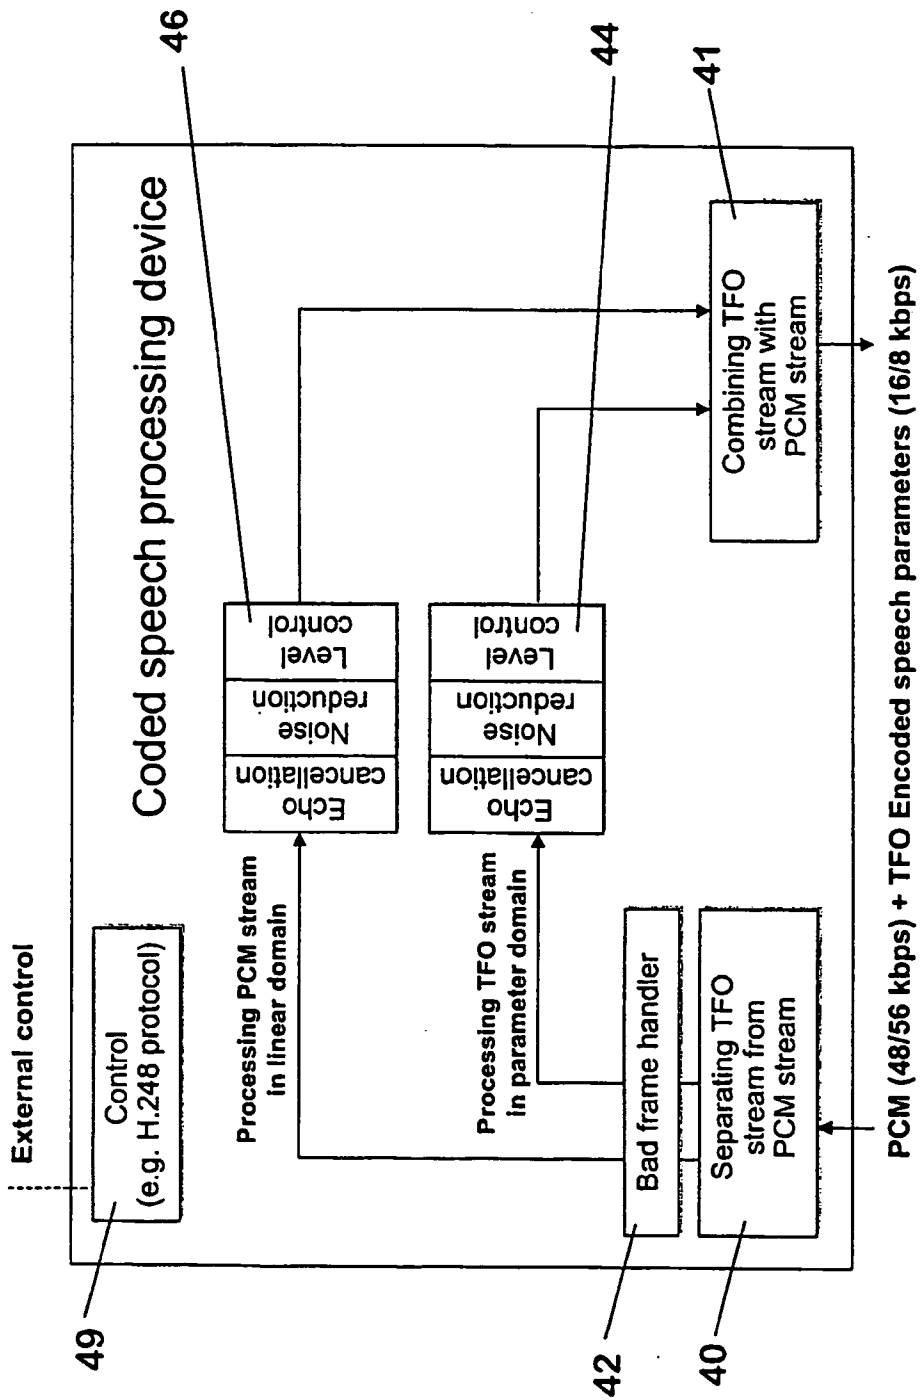 External control
49
Control
(e.g. H.248 protocol)
Coded speech processing device
46
Processing PCM stream
in linear domain
Echo
cancellation
Noise
reduction
Level
control
Processing TFO stream
in parameter domain
Echo
cancellation
Noise
reduction
Level
control
44
42
Bad frame handler
40
Separating TFO
stream from
PCM stream
41
Combining TFO
stream with
PCM stream
PCM (48/56 kbps) + TFO Encoded speech parameters (16/8 kbps)